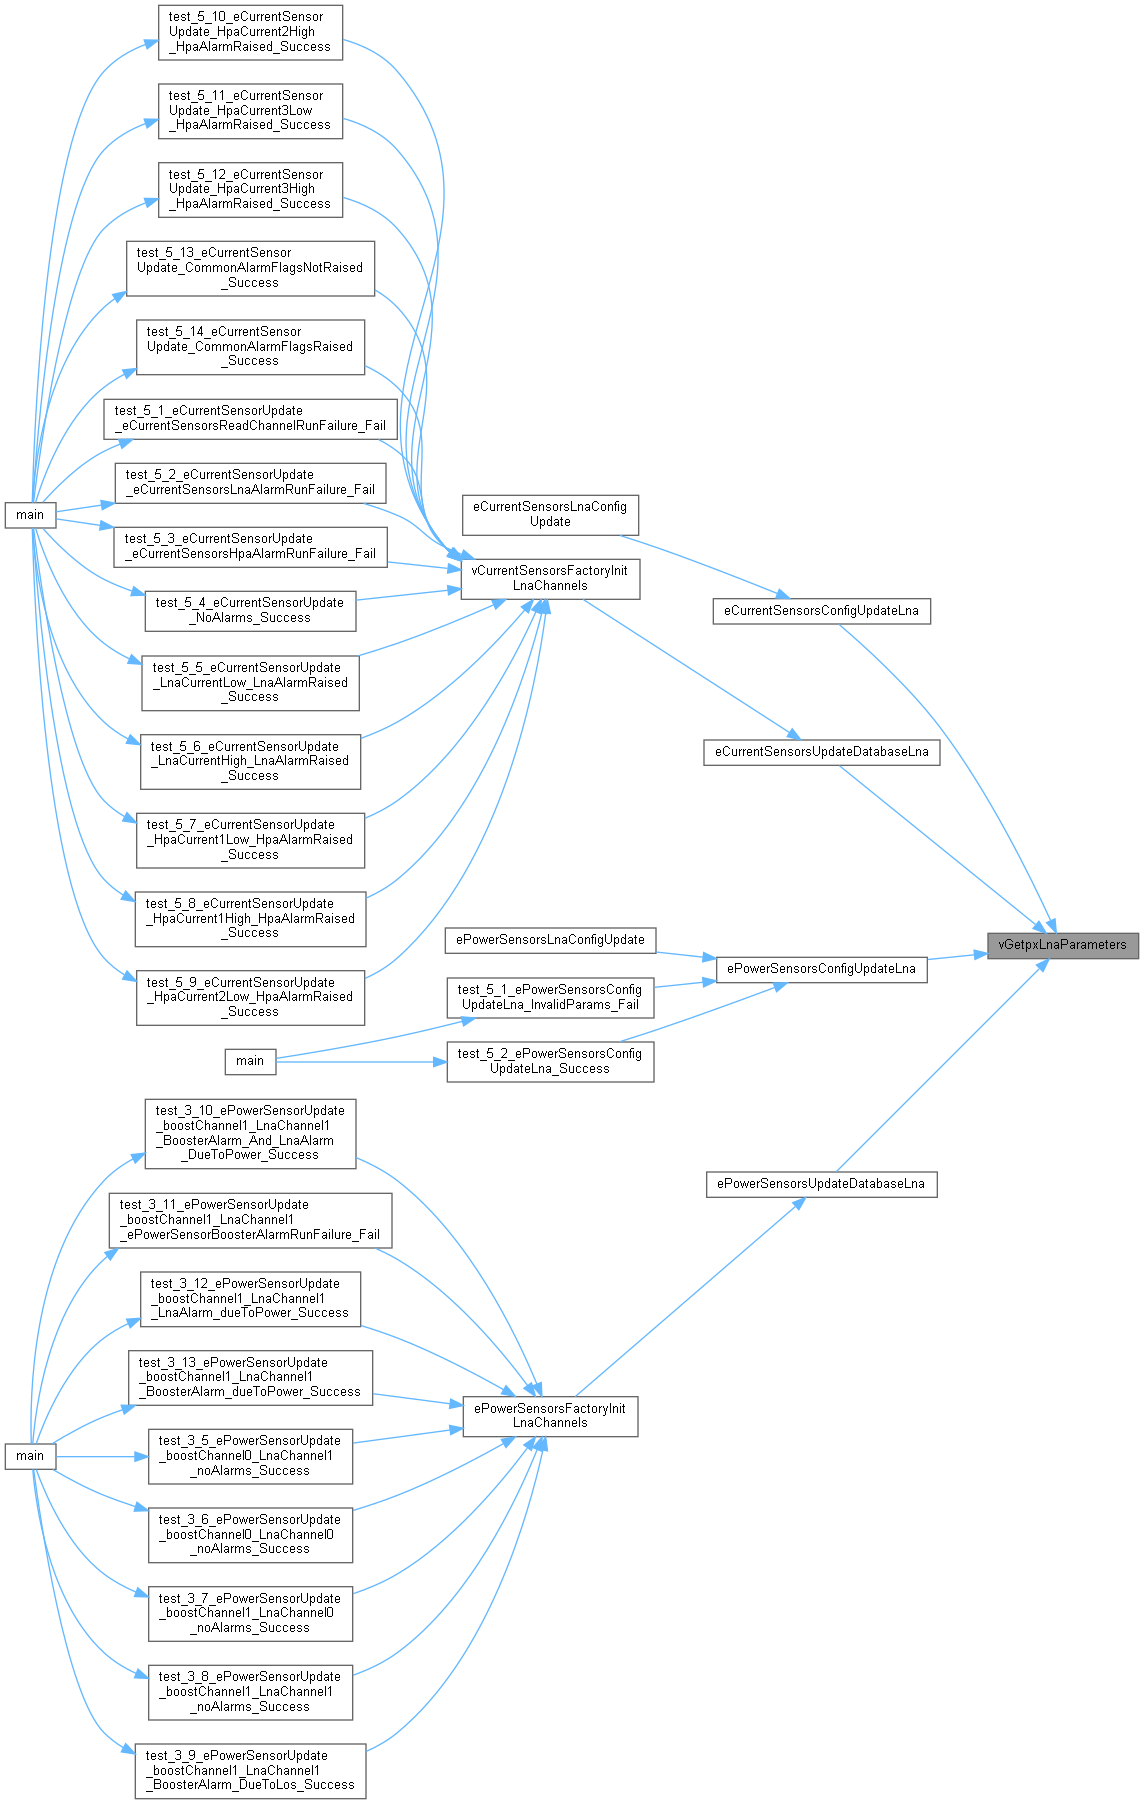 test_5_10_eCurrentSensor
Update_HpaCurrent2High
_HpaAlarmRaised_Success
test_5_11_eCurrentSensor
Update_HpaCurrent3Low
_HpaAlarmRaised_Success
test_5_12_eCurrentSensor
Update_HpaCurrent3High
_HpaAlarmRaised_Success
test_5_13_eCurrentSensor
Update_CommonAlarmFlagsNotRaised
_Success
test_5_14_eCurrentSensor
Update_CommonAlarmFlagsRaised
_Success
test_5_1_eCurrentSensorUpdate
_eCurrentSensorsReadChannelRunFailure_Fail
test_5_2_eCurrentSensorUpdate
_eCurrentSensorsLnaAlarmRunFailure_Fail
main
test_5_3_eCurrentSensorUpdate
_eCurrentSensorsHpaAlarmRunFailure_Fail
test_5_4_eCurrentSensorUpdate
_NoAlarms_Success
test_5_5_eCurrentSensorUpdate
_LnaCurrentLow_LnaAlarmRaised
_Success
test_5_6_eCurrentSensorUpdate
_LnaCurrentHigh_LnaAlarmRaised
_Success
test_5_7_eCurrentSensorUpdate
_HpaCurrent1Low_HpaAlarmRaised
_Success
test_5_8_eCurrentSensorUpdate
_HpaCurrent1High_HpaAlarmRaised
_Success
test_5_9_eCurrentSensorUpdate
_HpaCurrent2Low_HpaAlarmRaised
_Success
eCurrentSensorsLnaConfig
Update
vCurrentSensorsFactoryInit
LnaChannels
eCurrentSensorsConfigUpdateLna
eCurrentSensorsUpdateDatabaseLna
vGetpxLnaParameters
ePowerSensorsLnaConfigUpdate
ePowerSensorsConfigUpdateLna
test_5_1_ePowerSensorsConfig
UpdateLna_InvalidParams_Fail
main
test_5_2_ePowerSensorsConfig
UpdateLna_Success
ePowerSensorsUpdateDatabaseLna
test_3_10_ePowerSensorUpdate
_boostChannel1_LnaChannel1
_BoosterAlarm_And_LnaAlarm
_DueToPower_Success
test_3_11_ePowerSensorUpdate
_boostChannel1_LnaChannel1
_ePowerSensorBoosterAlarmRunFailure_Fail
test_3_12_ePowerSensorUpdate
_boostChannel1_LnaChannel1
_LnaAlarm_dueToPower_Success
test_3_13_ePowerSensorUpdate
_boostChannel1_LnaChannel1
_BoosterAlarm_dueToPower_Success
ePowerSensorsFactoryInit
LnaChannels
main
test_3_5_ePowerSensorUpdate
_boostChannel0_LnaChannel1
_noAlarms_Success
test_3_6_ePowerSensorUpdate
_boostChannel0_LnaChannel0
_noAlarms_Success
test_3_7_ePowerSensorUpdate
_boostChannel1_LnaChannel0
_noAlarms_Success
test_3_8_ePowerSensorUpdate
_boostChannel1_LnaChannel1
_noAlarms_Success
test_3_9_ePowerSensorUpdate
_boostChannel1_LnaChannel1
_BoosterAlarm_DueToLos_Success